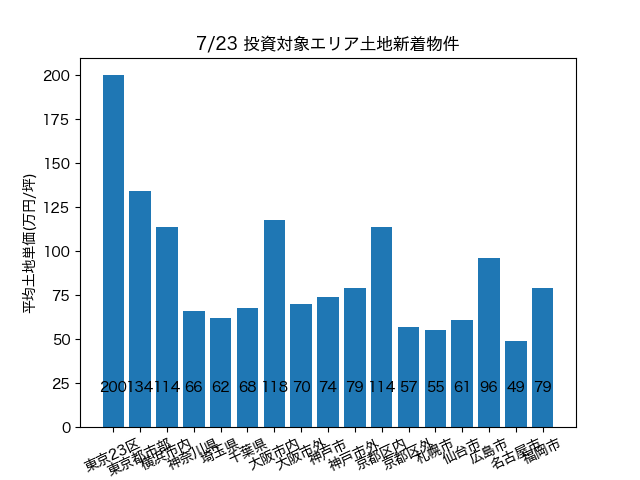 7/23 投資対象エリア土地新着物件
平均土地単価(万円/坪)
200
175
150
125
100
75
50
25
0
200 134 114 66 62 68 118 70 74 79 114 57 55 61 96 49 79
東京23区
東京都市部
横浜市内
神奈川県
埼玉県
千葉県
大阪市内
大阪市外
神戸市
神戸市外
京都区内
京都区外
札幌市
仙台市
広島市
名古屋市
福岡市